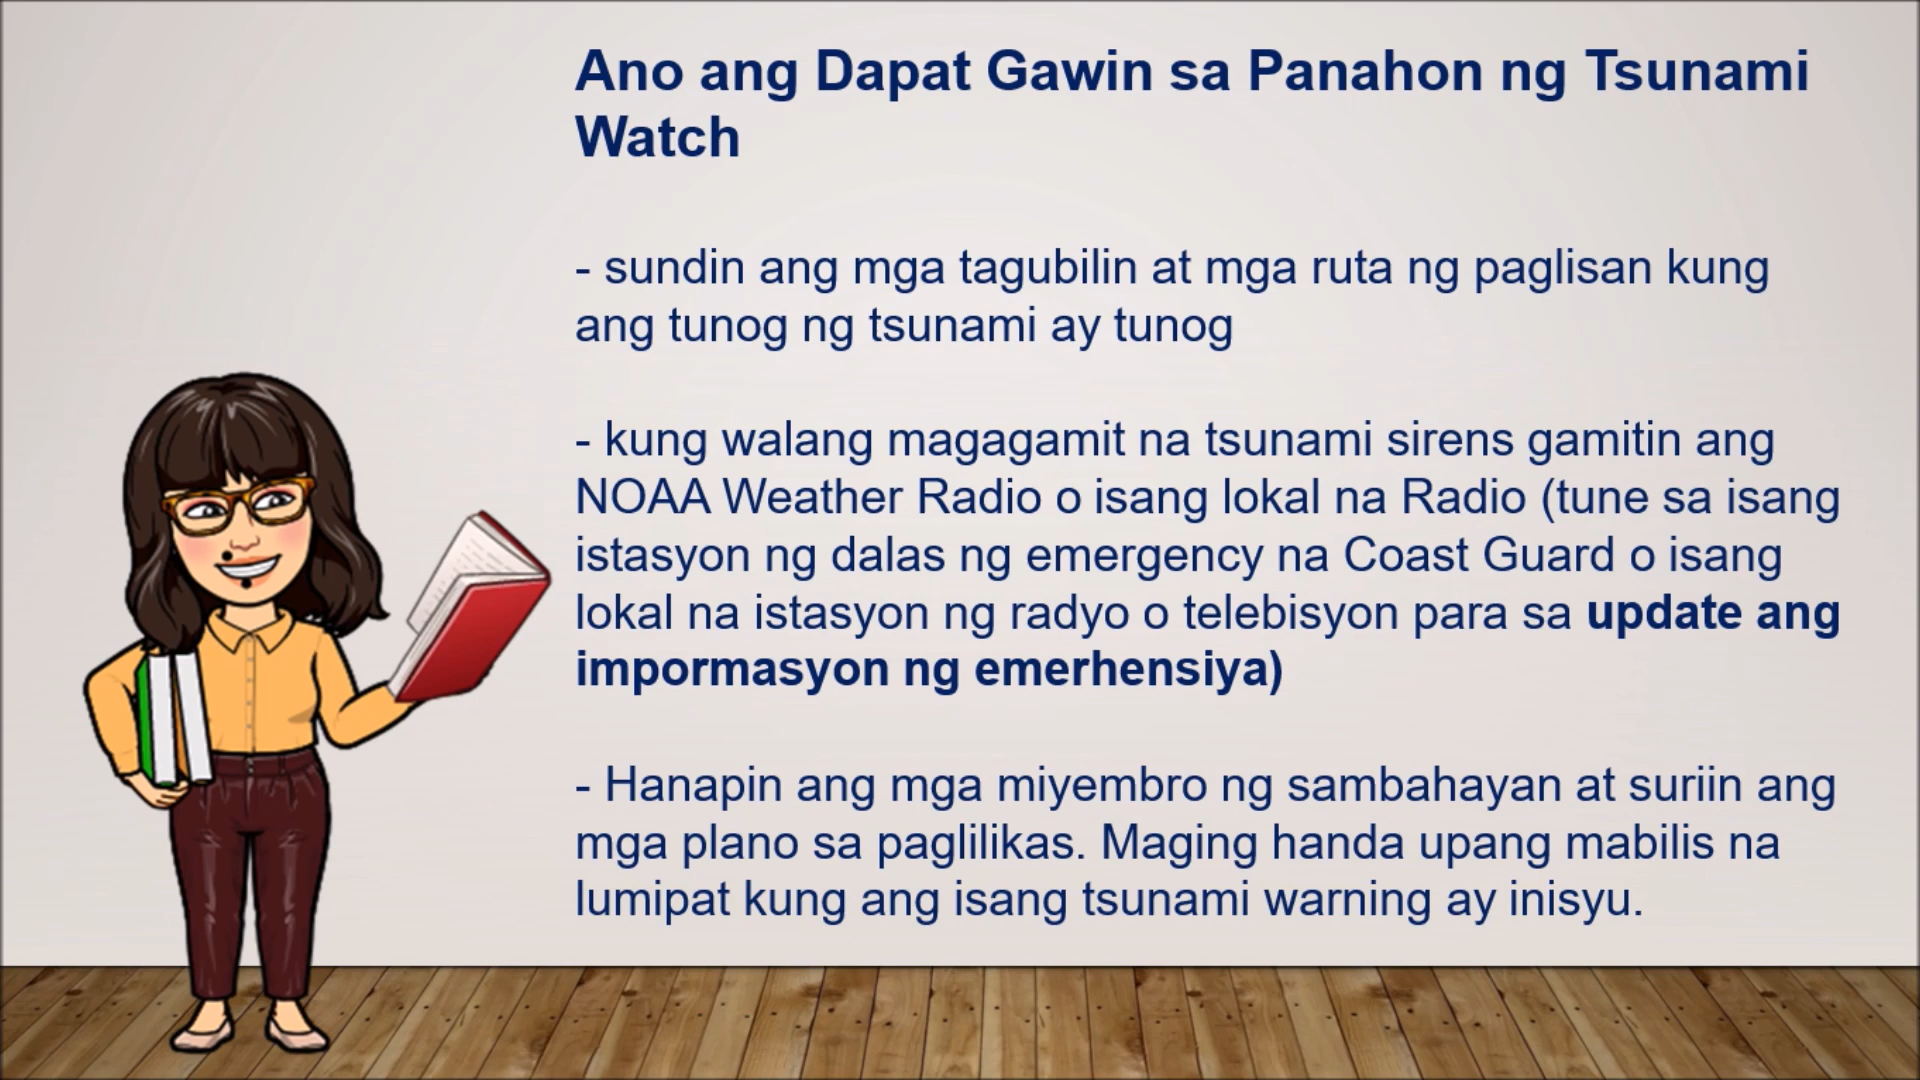 Ano ang Dapat Gawin sa Panahon ng Tsunami
Watch
- sundin ang mga tagubilin at mga ruta ng paglisan kung
ang tunog ng tsunami ay tunog
- kung walang magagamit na tsunami sirens gamitin ang
NOAA Weather Radio o isang lokal na Radio (tune sa isang
istasyon ng dalas ng emergency na Coast Guard o isang
lokal na istasyon ng radyo o telebisyon para sa update ang
impormasyon ng emerhensiya)
- Hanapin ang mga miyembro ng sambahayan at suriin ang
mga plano sa paglilikas. Maging handa upang mabilis na
lumipat kung ang isang tsunami warning ay inisyu.